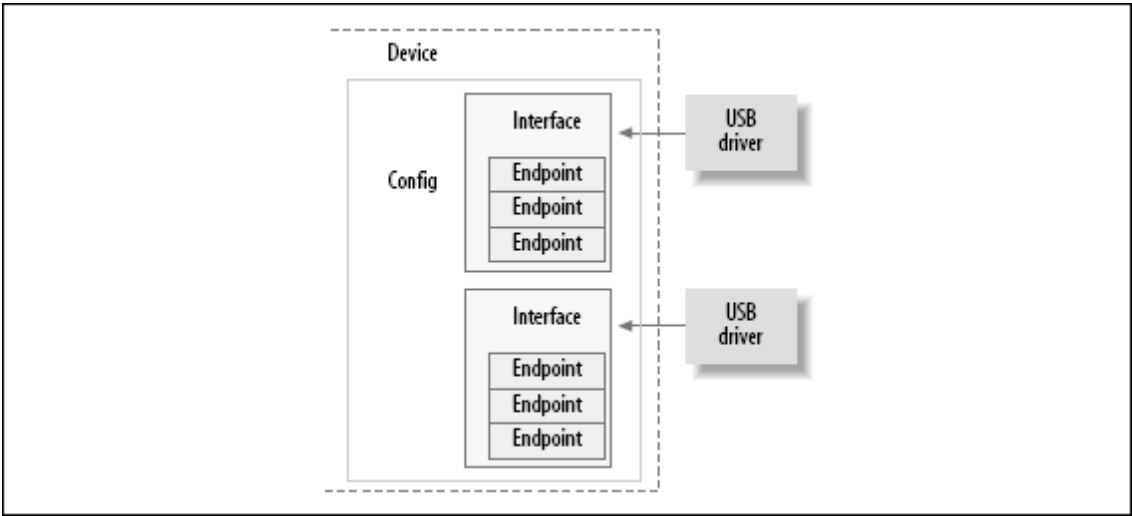 Device
Config
Interface
Endpoint
Endpoint
Endpoint
USB
driver
Interface
Endpoint
Endpoint
Endpoint
USB
driver